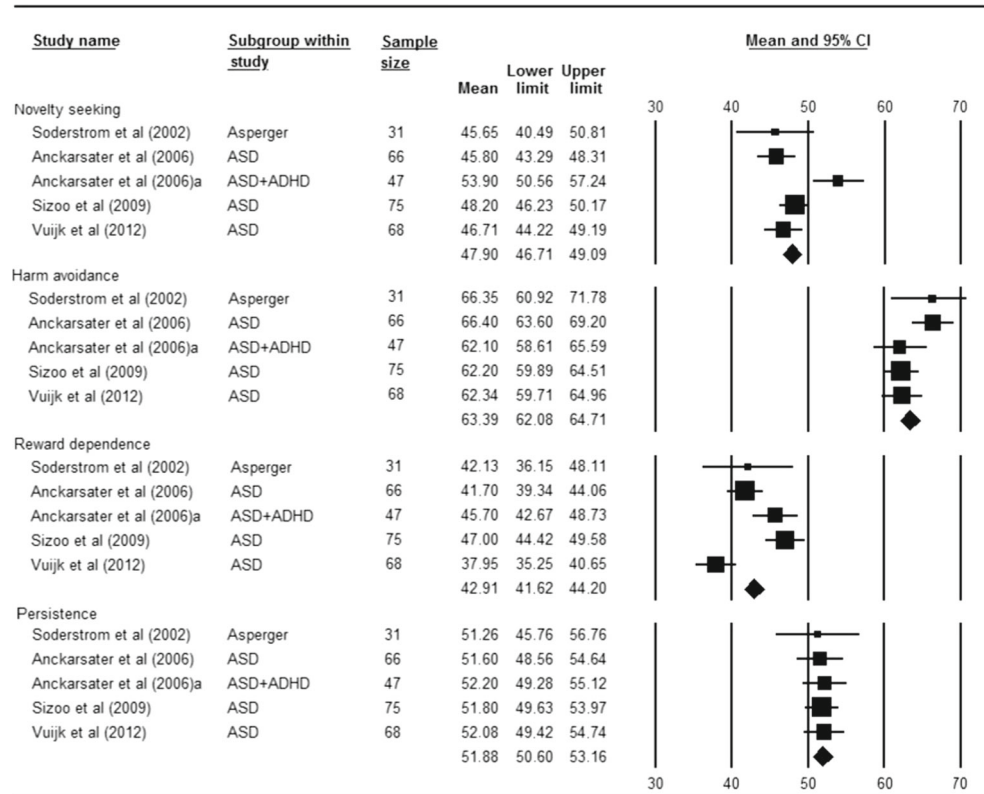 Study name Subgroup within study Sample size Mean Lower limit Upper limit Mean and 95% CI
30 40 50 60 70
Novelty seeking
Soderstrom et al (2002) Asperger 31 45.65 40.49 50.81
Anckarsater et al (2006) ASD 66 45.80 43.29 48.31
Anckarsater et al (2006)a ASD+ADHD 47 53.90 50.56 57.24
Sizoo et al (2009) ASD 75 48.20 46.23 50.17
Vuijk et al (2012) ASD 68 46.71 44.22 49.19
47.90 46.71 49.09
Harm avoidance
Soderstrom et al (2002) Asperger 31 66.35 60.92 71.78
Anckarsater et al (2006) ASD 66 66.40 63.60 69.20
Anckarsater et al (2006)a ASD+ADHD 47 62.10 58.61 65.59
Sizoo et al (2009) ASD 75 62.20 59.89 64.51
Vuijk et al (2012) ASD 68 62.34 59.71 64.96
63.39 62.08 64.71
Reward dependence
Soderstrom et al (2002) Asperger 31 42.13 36.15 48.11
Anckarsater et al (2006) ASD 66 41.70 39.34 44.06
Anckarsater et al (2006)a ASD+ADHD 47 45.70 42.67 48.73
Sizoo et al (2009) ASD 75 47.00 44.42 49.58
Vuijk et al (2012) ASD 68 37.95 35.25 40.65
42.91 41.62 44.20
Persistence
Soderstrom et al (2002) Asperger 31 51.26 45.76 56.76
Anckarsater et al (2006) ASD 66 51.60 48.56 54.64
Anckarsater et al (2006)a ASD+ADHD 47 52.20 49.28 55.12
Sizoo et al (2009) ASD 75 51.80 49.63 53.97
Vuijk et al (2012) ASD 68 52.08 49.42 54.74
51.88 50.60 53.16
30 40 50 60 70